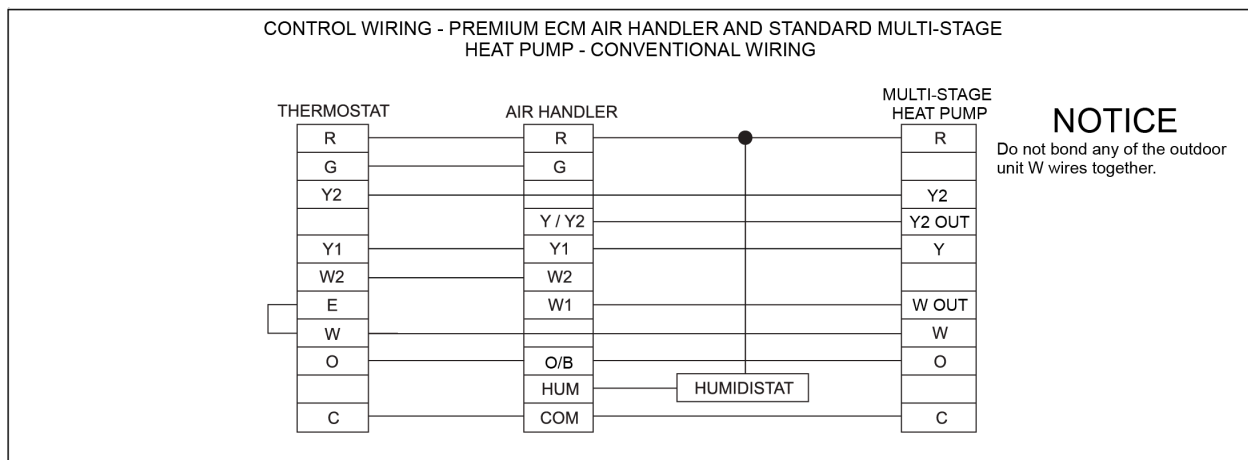 CONTROL WIRING - PREMIUM ECM AIR HANDLER AND STANDARD MULTI-STAGE
HEAT PUMP - CONVENTIONAL WIRING
THERMOSTAT
R
G
Y2
Y1
W2
E
W
O
C
AIR HANDLER
R
G
Y / Y2
Y1
W2
W1
O/B
HUM
COM
HUMIDISTAT
MULTI-STAGE
HEAT PUMP
R
Y2
Y2 OUT
Y
W OUT
W
O
C
NOTICE
Do not bond any of the outdoor
unit W wires together.